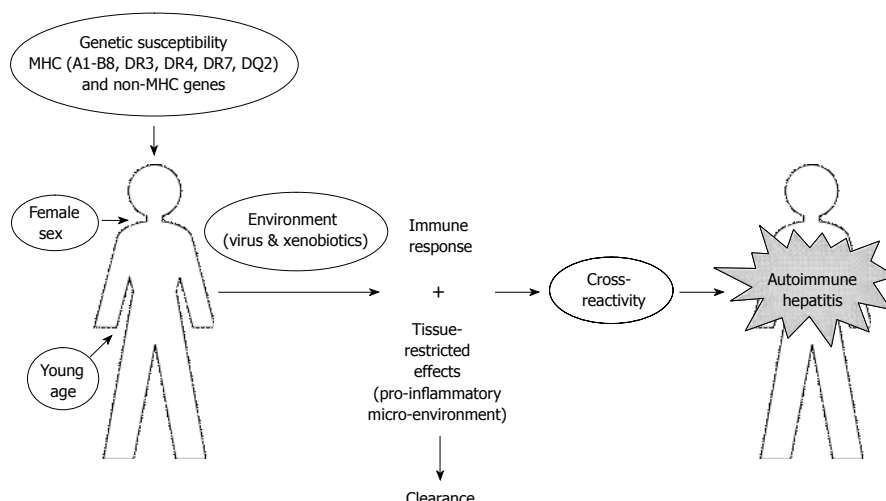 Genetic susceptibility
MHC (A1-B8, DR3, DR4, DR7, DQ2)
and non-MHC genes
Female
sex
Young
age
Environment
(virus & xenobiotics)
Immune
response
+
Tissue-
restricted
effects
(pro-inflammatory
micro-environment)
Clearance
Cross-
reactivity
Autoimmune
hepatitis